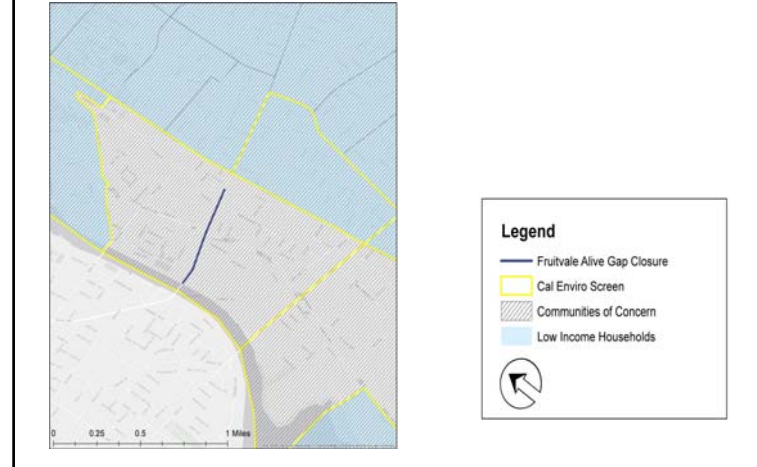 0 0.25 0.5 1 Miles
Legend
Fruitvale Alive Gap Closure
Cal Enviro Screen
Communities of Concern
Low Income Households